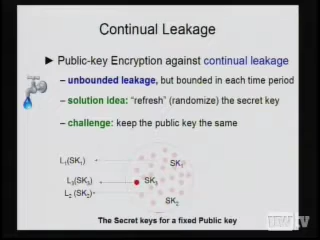 Continual Leakage
► Public-key Encryption against continual leakage
– unbounded leakage, but bounded in each time period
– solution idea: "refresh" (randomize) the secret key
– challenge: keep the public key the same
L₁(SK₁)
SK₁
L₃(SK₃)
SK₃
L₂ (SK₂)
SK₂
The Secret keys for a fixed Public key
UWTV